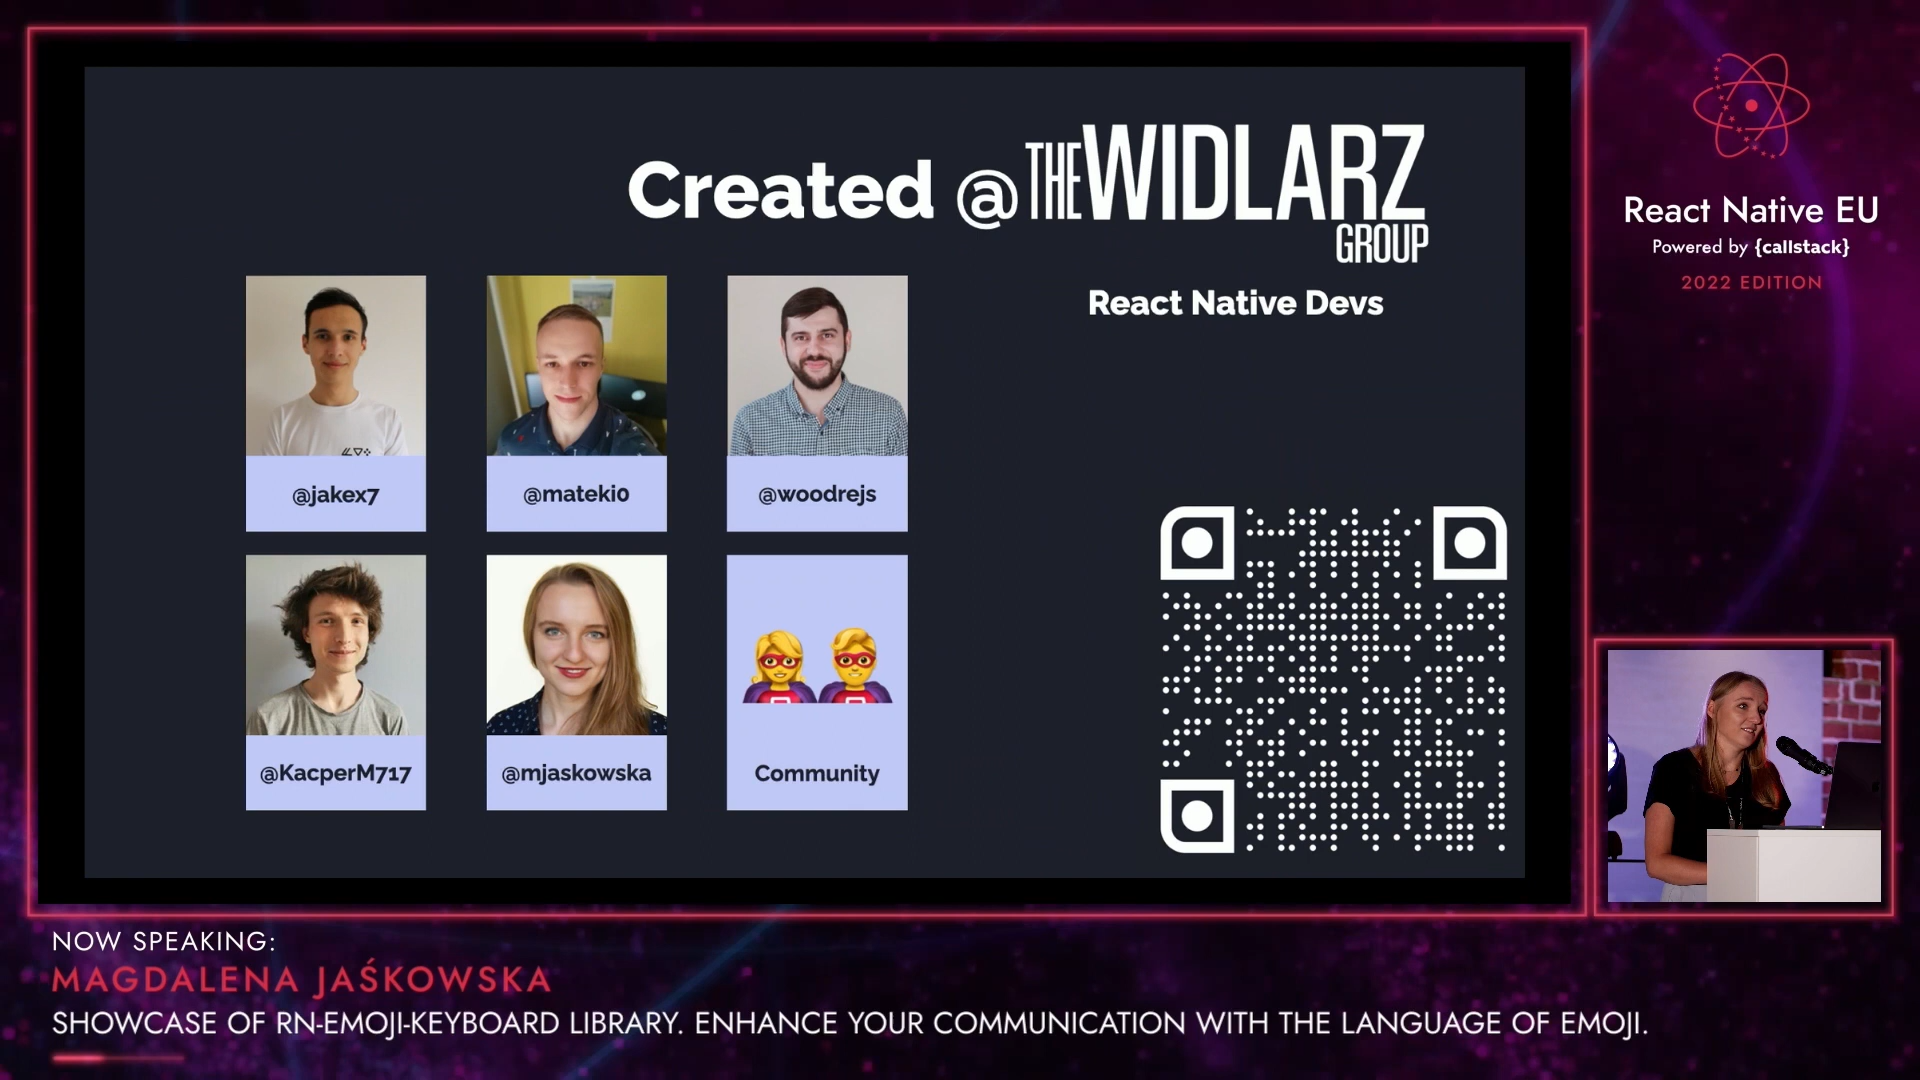 Created @ THE WIDLARZ
GROUP
React Native Devs
@jakex7
@mateki0
@woodrejs
@KacperM717
@mjaskowska
Community
React Native EU
Powered by {callstack}
2022 EDITION
NOW SPEAKING:
MAGDALENA JAŚKOWSKA
SHOWCASE OF RN-EMOJI-KEYBOARD LIBRARY. ENHANCE YOUR COMMUNICATION WITH THE LANGUAGE OF EMOJI.